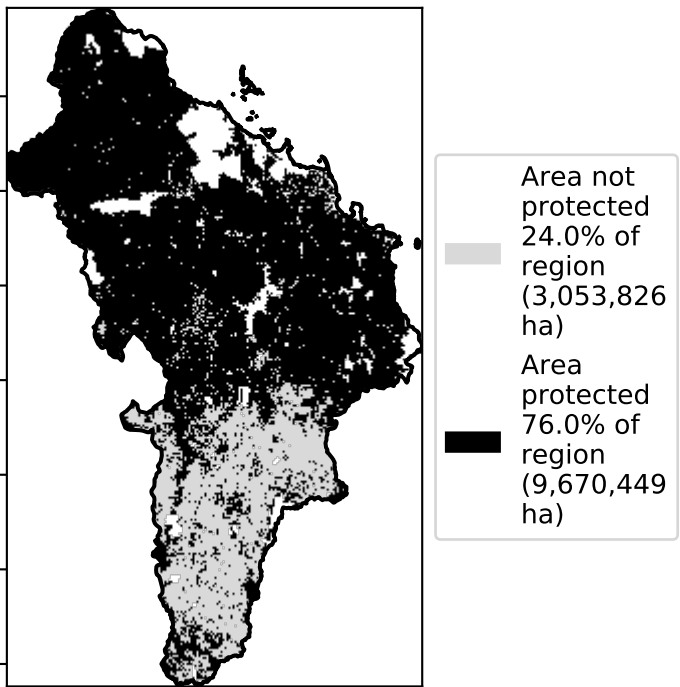 Area not
protected
24.0% of
region
(3,053,826
ha)
Area
protected
76.0% of
region
(9,670,449
ha)